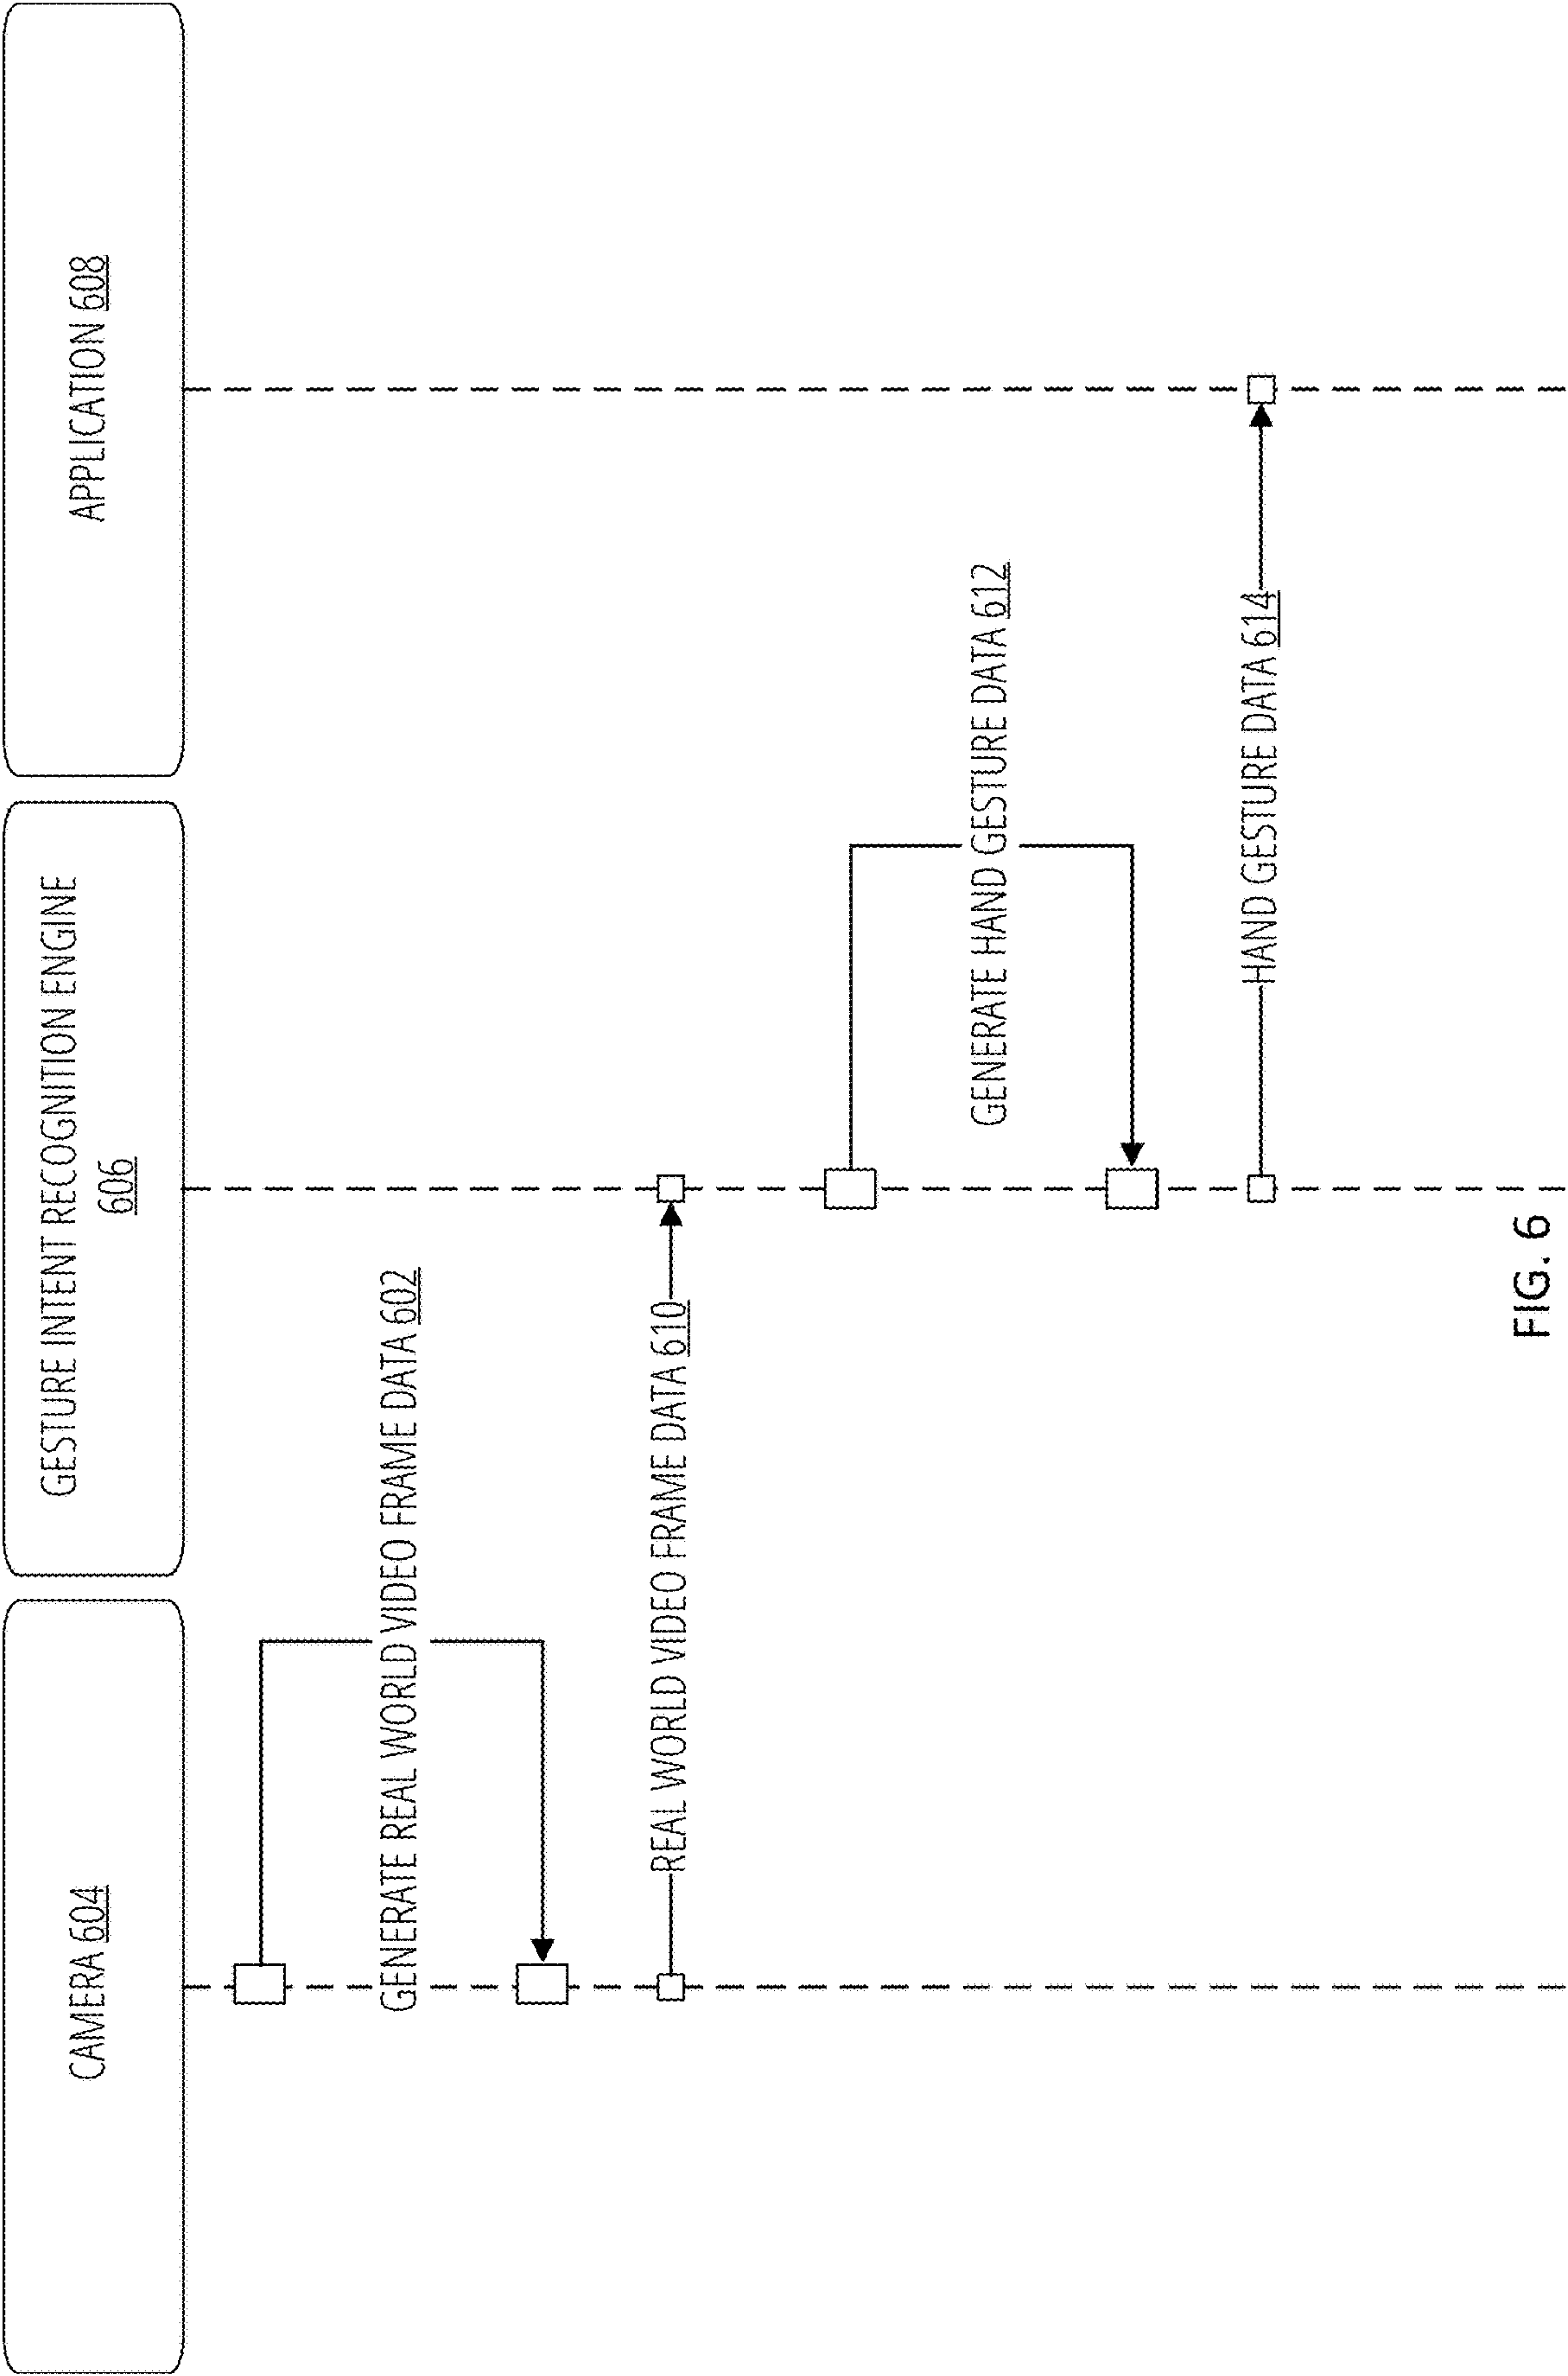 CAMERA 604
GESTURE INTENT RECOGNITION ENGINE
606
APPLICATION 608
GENERATE REAL WORLD VIDEO FRAME DATA 602
REAL WORLD VIDEO FRAME DATA 610
GENERATE HAND GESTURE DATA 612
HAND GESTURE DATA 614
FIG. 6